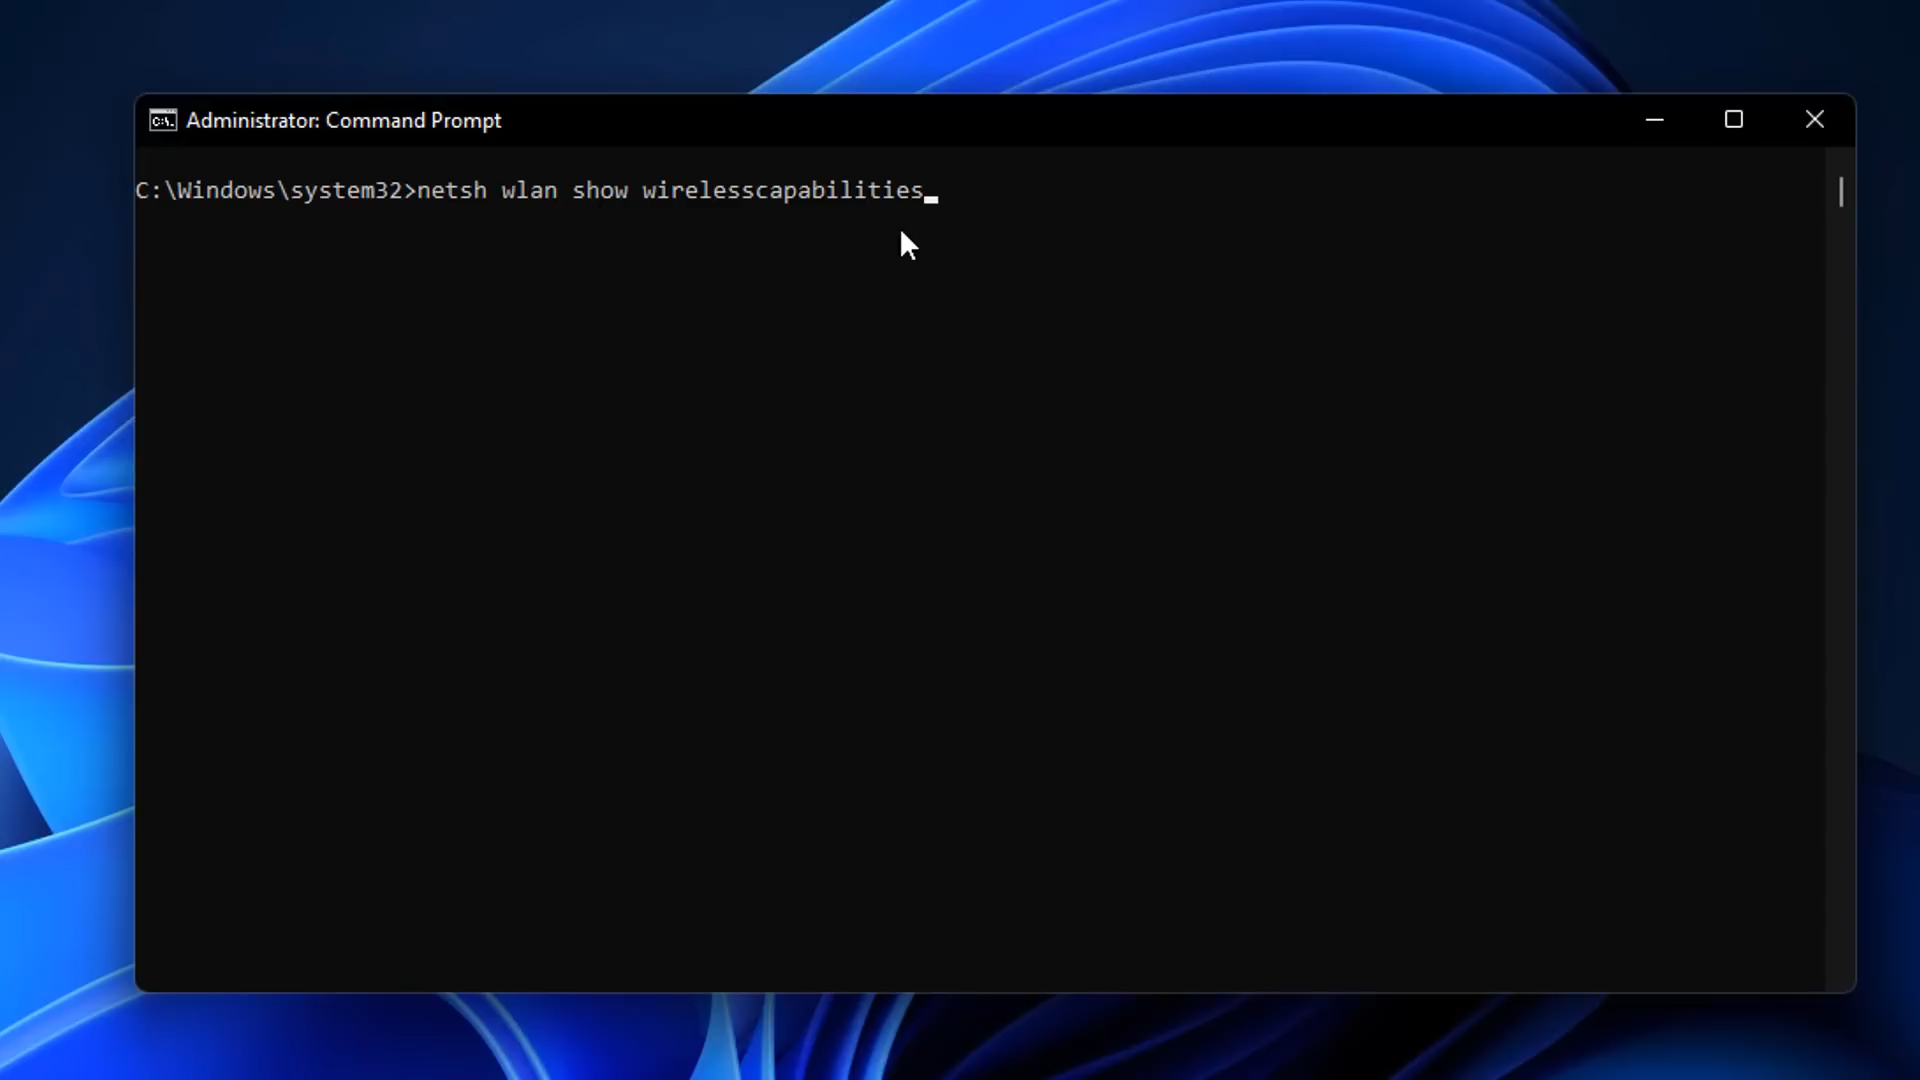 Administrator: Command Prompt
C:\Windows\system32>netsh wlan show wirelesscapabilities